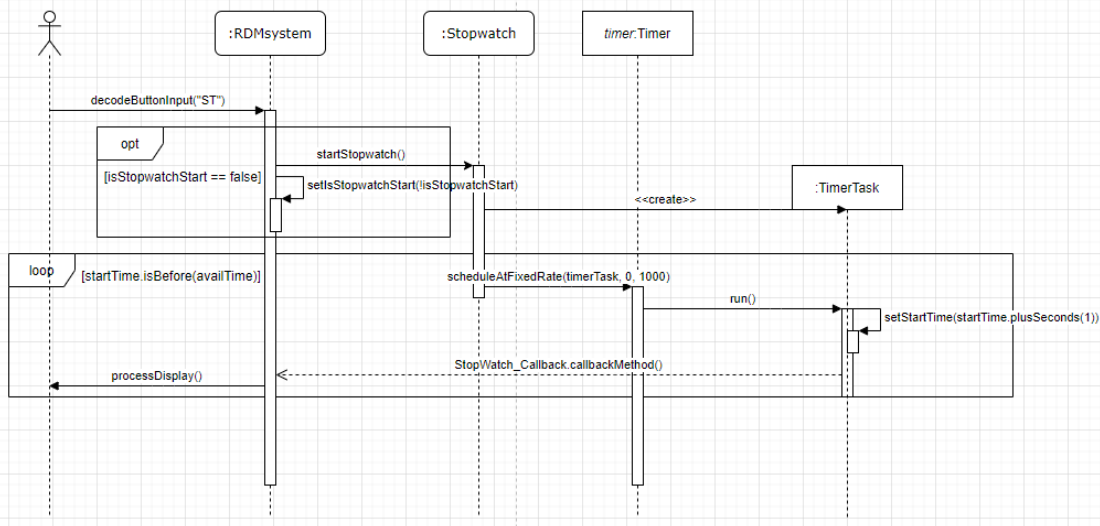 :RDMsystem
:Stopwatch
timer:Timer
decodeButtonInput("ST")
opt
startStopwatch()
[isStopwatchStart == false]
setIsStopwatchStart(!isStopwatchStart)
:TimerTask
<<create>>
loop
[startTime.isBefore(availTime)]
scheduleAtFixedRate(timerTask, 0, 1000)
run()
setStartTime(startTime.plusSeconds(1))
StopWatch_Callback.callbackMethod()
processDisplay()